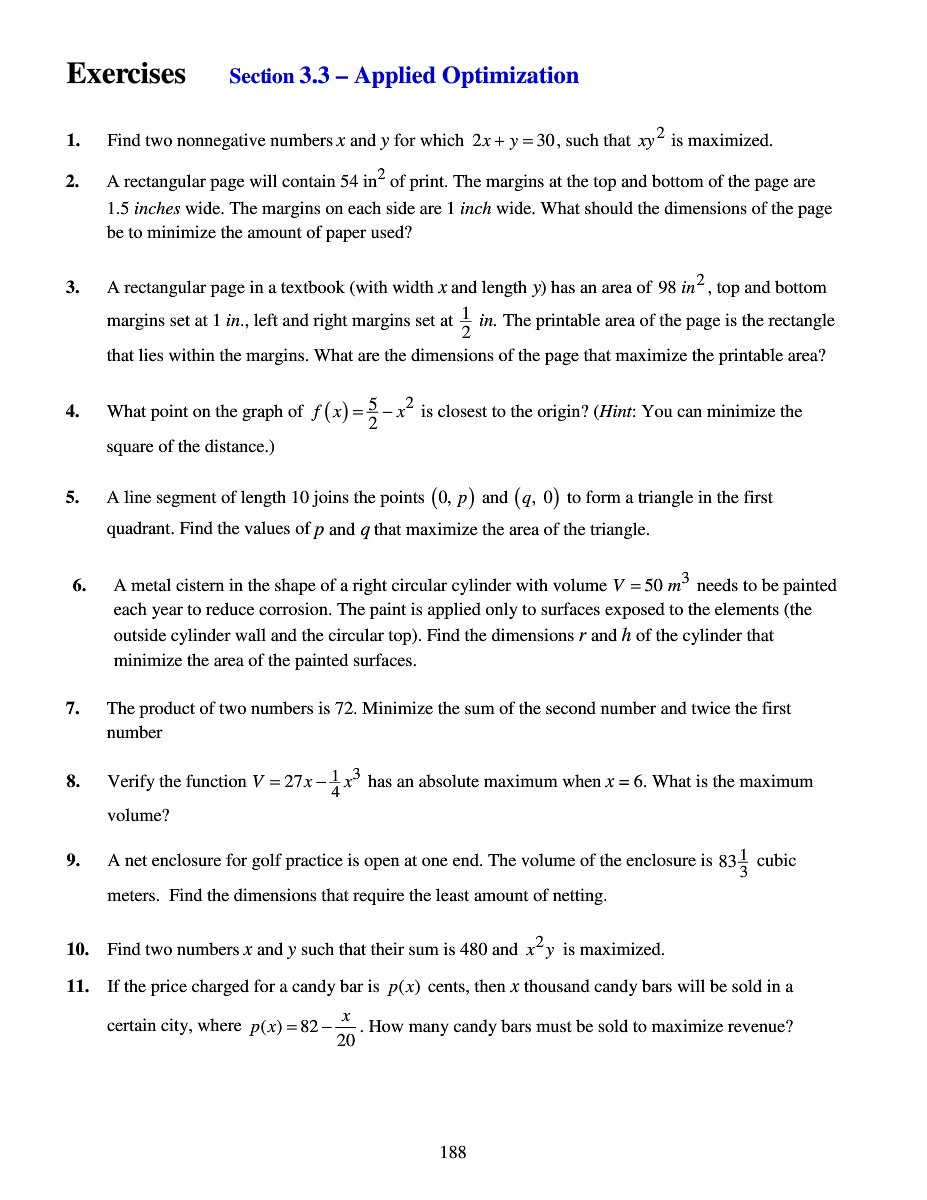 Exercises Section 3.3 – Applied Optimization
1. Find two nonnegative numbers x and y for which 2x + y = 30, such that xy² is maximized.
2. A rectangular page will contain 54 in² of print. The margins at the top and bottom of the page are
1.5 inches wide. The margins on each side are 1 inch wide. What should the dimensions of the page
be to minimize the amount of paper used?
3. A rectangular page in a textbook (with width x and length y) has an area of 98 in², top and bottom
margins set at 1 in., left and right margins set at 1/2 in. The printable area of the page is the rectangle
that lies within the margins. What are the dimensions of the page that maximize the printable area?
4. What point on the graph of f(x) = 5/2 − x² is closest to the origin? (Hint: You can minimize the
square of the distance.)
5. A line segment of length 10 joins the points (0, p) and (q, 0) to form a triangle in the first
quadrant. Find the values of p and q that maximize the area of the triangle.
6. A metal cistern in the shape of a right circular cylinder with volume V = 50 m³ needs to be painted
each year to reduce corrosion. The paint is applied only to surfaces exposed to the elements (the
outside cylinder wall and the circular top). Find the dimensions r and h of the cylinder that
minimize the area of the painted surfaces.
7. The product of two numbers is 72. Minimize the sum of the second number and twice the first
number
8. Verify the function V = 27x − 1/4 x³ has an absolute maximum when x = 6. What is the maximum
volume?
9. A net enclosure for golf practice is open at one end. The volume of the enclosure is 83 1/3 cubic
meters. Find the dimensions that require the least amount of netting.
10. Find two numbers x and y such that their sum is 480 and x²y is maximized.
11. If the price charged for a candy bar is p(x) cents, then x thousand candy bars will be sold in a
certain city, where p(x) = 82 − x/20. How many candy bars must be sold to maximize revenue?
188